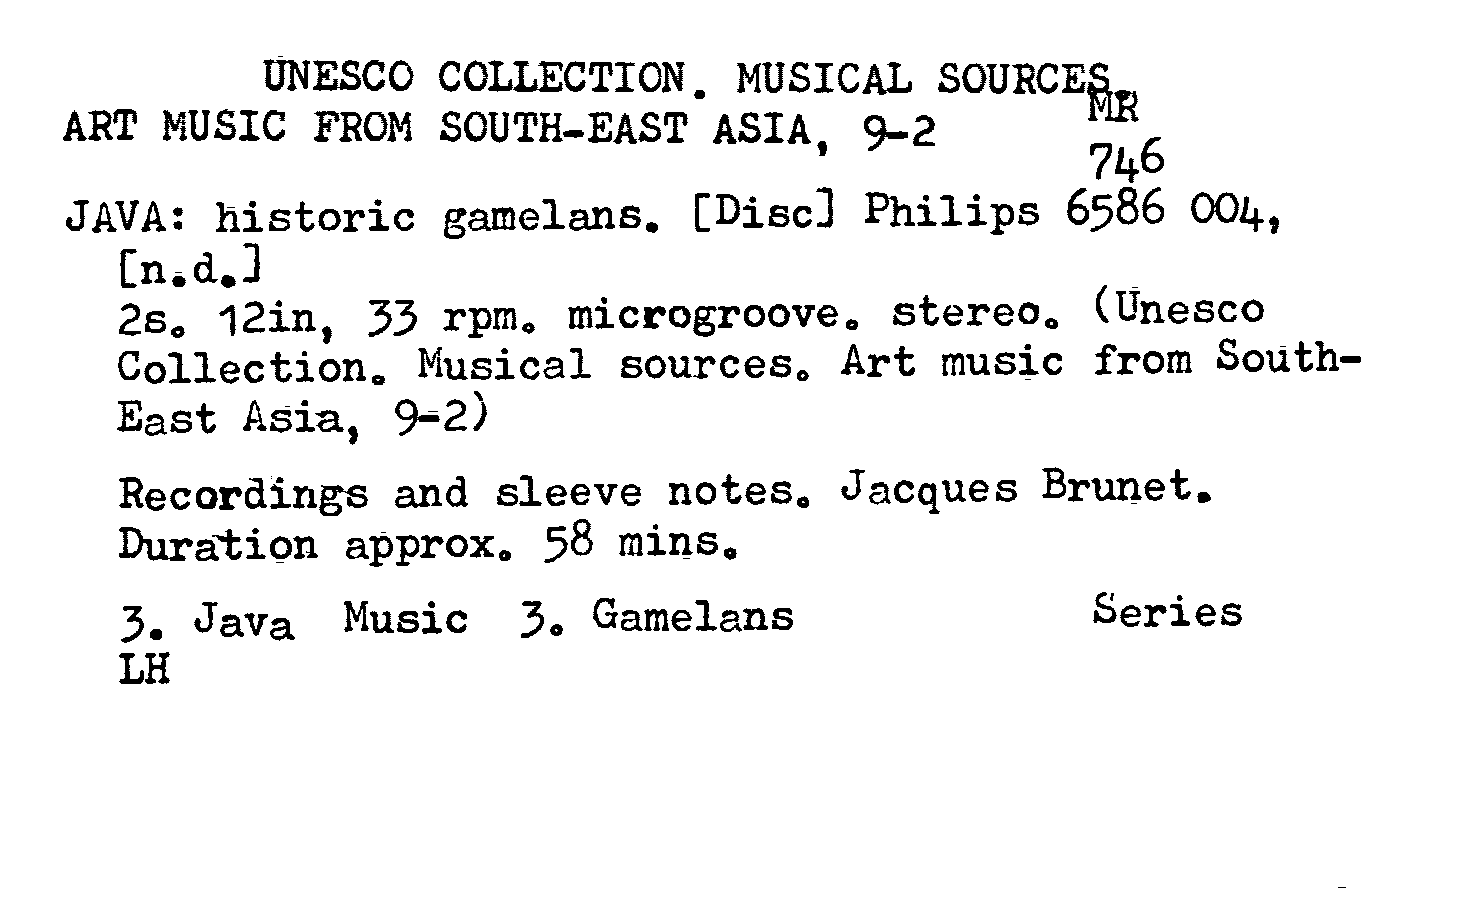 UNESCO COLLECTION. MUSICAL SOURCES.
MR
ART MUSIC FROM SOUTH-EAST ASIA, 9-2
746
JAVA: historic gamelans. [Disc] Philips 6586 004,
[n.d.]
2s. 12in, 33 rpm. microgroove. stereo. (Unesco
Collection. Musical sources. Art music from South-
East Asia, 9-2)
Recordings and sleeve notes. Jacques Brunet.
Duration approx. 58 mins.
3. Java Music 3. Gamelans Series
LH